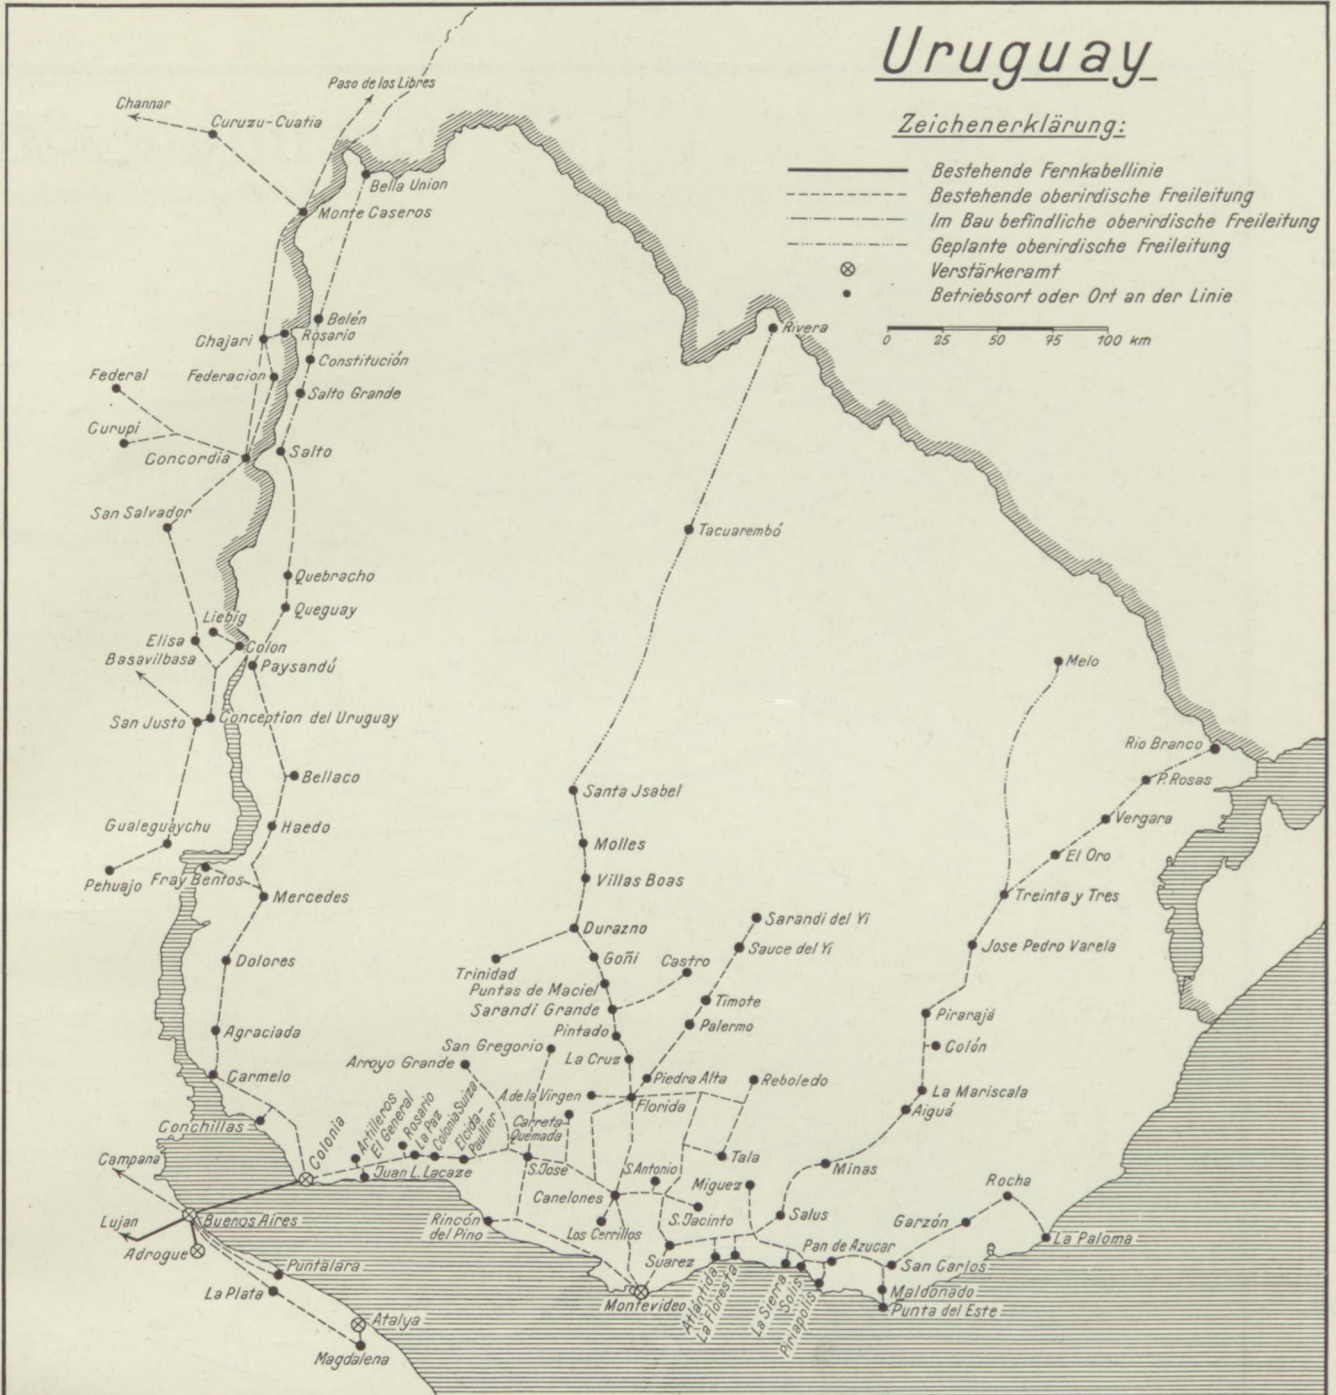 Uruguay
Zeichenerklärung:
Bestehende Fernkabellinie
Bestehende oberirdische Freileitung
Im Bau befindliche oberirdische Freileitung
Geplante oberirdische Freileitung
Verstärkeramt
Betriebsort oder Ort an der Linie
0 25 50 75 100 km
Paso de los Libres
Channar
Curuzu-Cuatia
Bella Union
Monte Caseros
Belén
Rosario
Chajari
Constitución
Federal
Federacion
Salto Grande
Curupi
Concordia
Salto
San Salvador
Quebracho
Queguay
Liebig
Elisa
Colon
Basavilbasa
Paysandú
San Justo
Conception del Uruguay
Bellaco
Gualeguaychu
Haedo
Pehuajo
Fray Bentos
Mercedes
Dolores
Agraciada
Carmelo
Conchillas
Colonia
Campana
Lujan
Buenos Aires
Adrogue
Puntalara
La Plata
Atalya
Magdalena
Rivera
Tacuarembó
Santa Jsabel
Molles
Villas Boas
Durazno
Trinidad
Goñi
Castro
Puntas de Maciel
Sarandi Grande
Pintado
La Cruz
Sarandi del Yi
Sauce del Yi
Timote
Palermo
Piedra Alta
Reboledo
San Gregorio
Arroyo Grande
A.de la Virgen
Florida
Artilleros
El General
Rosario
La Paz
Colonia-Suiza
Elcida-
Paullier
Juan L. Lacaze
Carreta-
Quemada
S.José
S.Antonio
Tala
Canelones
Miguez
S.Jacinto
Los Cerrillos
Rincón
del Pino
Suarez
Montevideo
Atlantida
La Floresta
La Sierra
Solis
Piriapolis
Pan de Azucar
Salus
Minas
Melo
Rio Branco
P. Rosas
Vergara
El Oro
Treinta y Tres
Jose Pedro Varela
Pirarajá
Colón
La Mariscala
Aiguá
Rocha
Garzón
La Paloma
San Carlos
Maldonado
Punta del Este